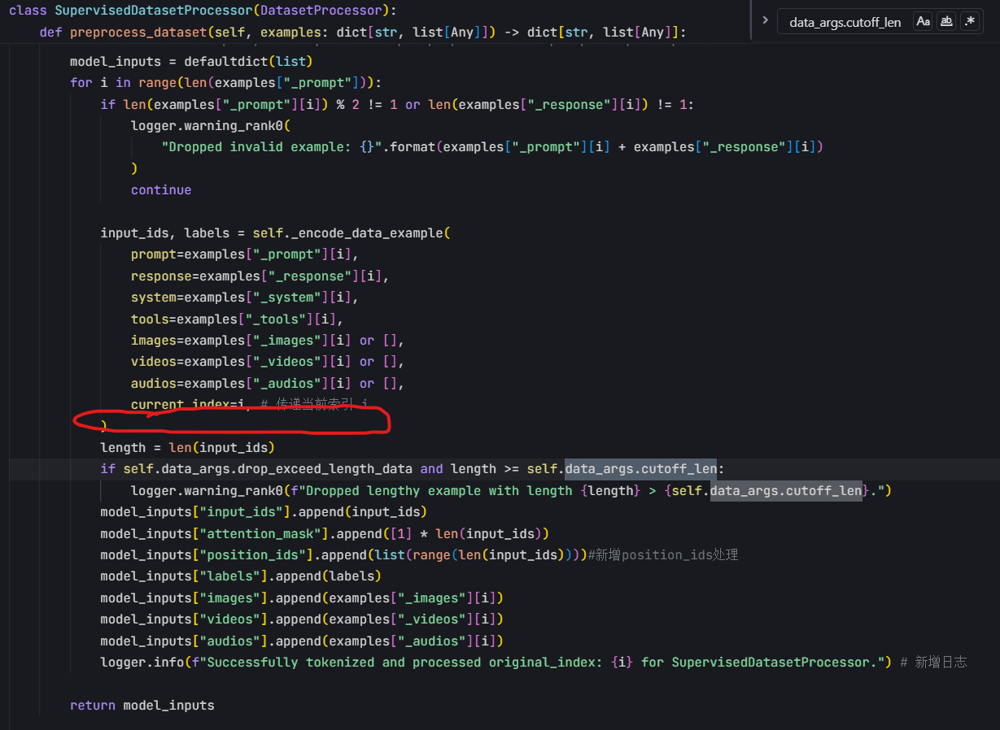 class SupervisedDatasetProcessor(DatasetProcessor):
def preprocess_dataset(self, examples: dict[str, list[Any]]) -> dict[str, list[Any]]:
data_args.cutoff_len
Aa
ab
.*
model_inputs = defaultdict(list)
for i in range(len(examples["_prompt"])):
if len(examples["_prompt"][i]) % 2 != 1 or len(examples["_response"][i]) != 1:
logger.warning_rank0(
"Dropped invalid example: {}".format(examples["_prompt"][i] + examples["_response"][i])
)
continue
input_ids, labels = self._encode_data_example(
prompt=examples["_prompt"][i],
response=examples["_response"][i],
system=examples["_system"][i],
tools=examples["_tools"][i],
images=examples["_images"][i] or [],
videos=examples["_videos"][i] or [],
audios=examples["_audios"][i] or [],
current_index=i, # 传递当前索引 i
)
length = len(input_ids)
if self.data_args.drop_exceed_length_data and length >= self.data_args.cutoff_len:
logger.warning_rank0(f"Dropped lengthy example with length {length} > {self.data_args.cutoff_len}.")
model_inputs["input_ids"].append(input_ids)
model_inputs["attention_mask"].append([1] * len(input_ids))
model_inputs["position_ids"].append(list(range(len(input_ids))))#新增position_ids处理
model_inputs["labels"].append(labels)
model_inputs["images"].append(examples["_images"][i])
model_inputs["videos"].append(examples["_videos"][i])
model_inputs["audios"].append(examples["_audios"][i])
logger.info(f"Successfully tokenized and processed original_index: {i} for SupervisedDatasetProcessor.") # 新增日志
return model_inputs